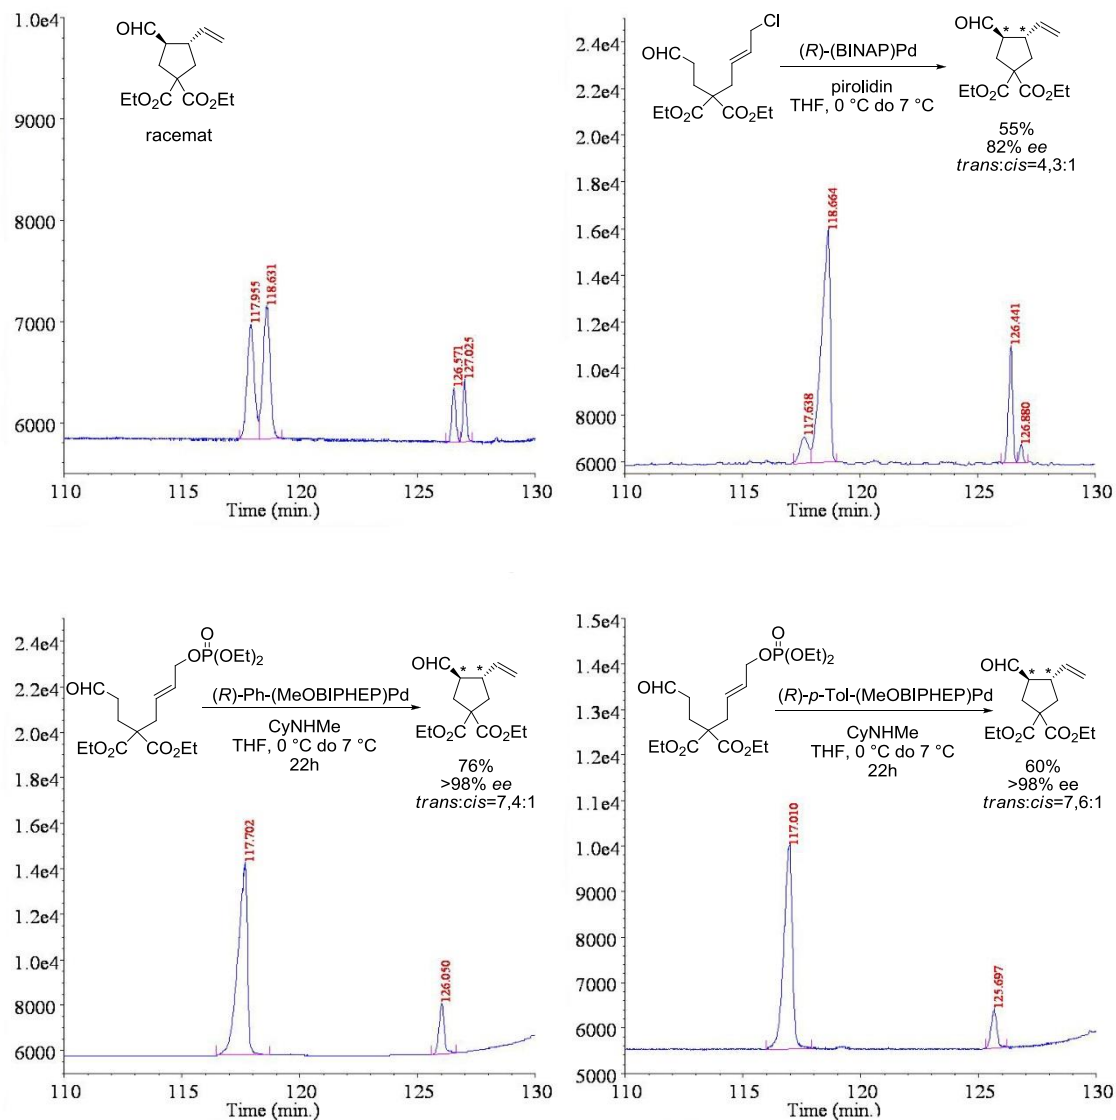 1.0e4
9000
8000
7000
6000
OHC
EtO₂C CO₂Et
racemat
117.955
118.631
126.571
127.025
110 115 120 125 130
Time (min.)
2.4e4
2.2e4
2.0e4
1.8e4
1.6e4
1.4e4
1.2e4
1.0e4
8000
6000
Cl
OHC
EtO₂C CO₂Et
(R)-(BINAP)Pd
pirolidin
THF, 0 °C do 7 °C
OHC * *
EtO₂C CO₂Et
55%
82% ee
trans:cis=4,3:1
117.638
118.664
126.441
126.880
110 115 120 125 130
Time (min.)
2.4e4
2.2e4
2.0e4
1.8e4
1.6e4
1.4e4
1.2e4
1.0e4
8000
6000
O
OP(OEt)₂
OHC
EtO₂C CO₂Et
(R)-Ph-(MeOBIPHEP)Pd
CyNHMe
THF, 0 °C do 7 °C
22h
OHC * *
EtO₂C CO₂Et
76%
>98% ee
trans:cis=7,4:1
117.702
126.050
110 115 120 125 130
Time (min.)
1.5e4
1.4e4
1.3e4
1.2e4
1.1e4
1.0e4
9000
8000
7000
6000
5000
O
OP(OEt)₂
OHC
EtO₂C CO₂Et
(R)-p-Tol-(MeOBIPHEP)Pd
CyNHMe
THF, 0 °C do 7 °C
22h
OHC * *
EtO₂C CO₂Et
60%
>98% ee
trans:cis=7,6:1
117.010
125.697
110 115 120 125 130
Time (min.)